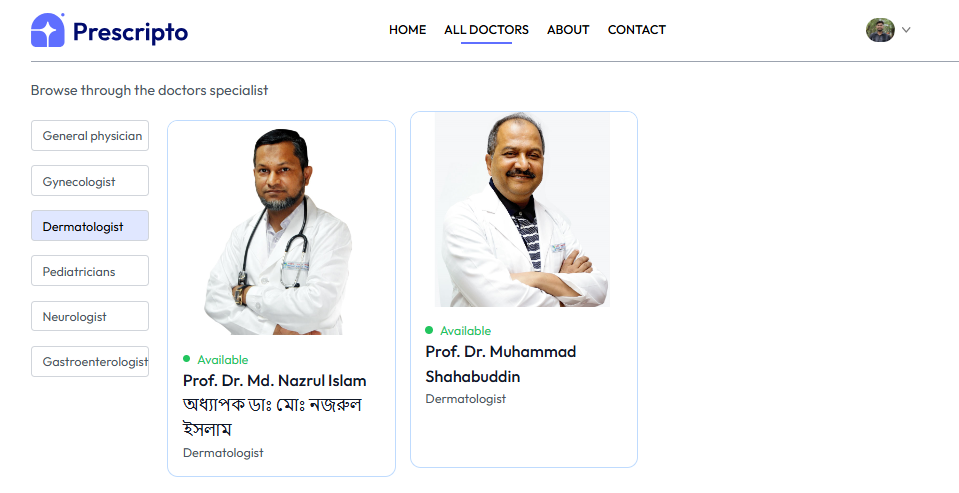 Prescripto
HOME ALL DOCTORS ABOUT CONTACT
Browse through the doctors specialist
General physician
Gynecologist
Dermatologist
Pediatricians
Neurologist
Gastroenterologist
Available
Prof. Dr. Md. Nazrul Islam
অধ্যাপক ডাঃ মোঃ নজরুল
ইসলাম
Dermatologist
Available
Prof. Dr. Muhammad
Shahabuddin
Dermatologist